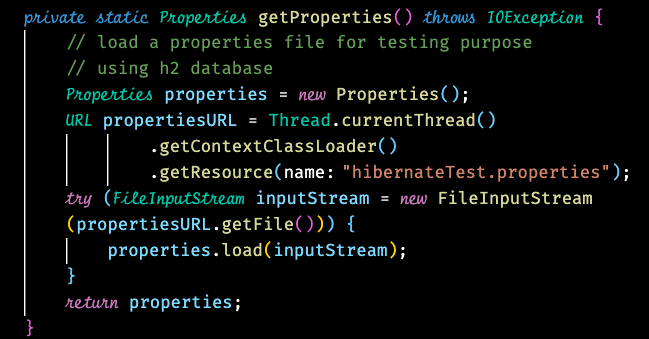 private static Properties getProperties() throws IOException {
// load a properties file for testing purpose
// using h2 database
Properties properties = new Properties();
URL propertiesURL = Thread.currentThread()
.getContextClassLoader()
.getResource(name: "hibernateTest.properties");
try (FileInputStream inputStream = new FileInputStream
(propertiesURL.getFile())) {
properties.load(inputStream);
}
return properties;
}